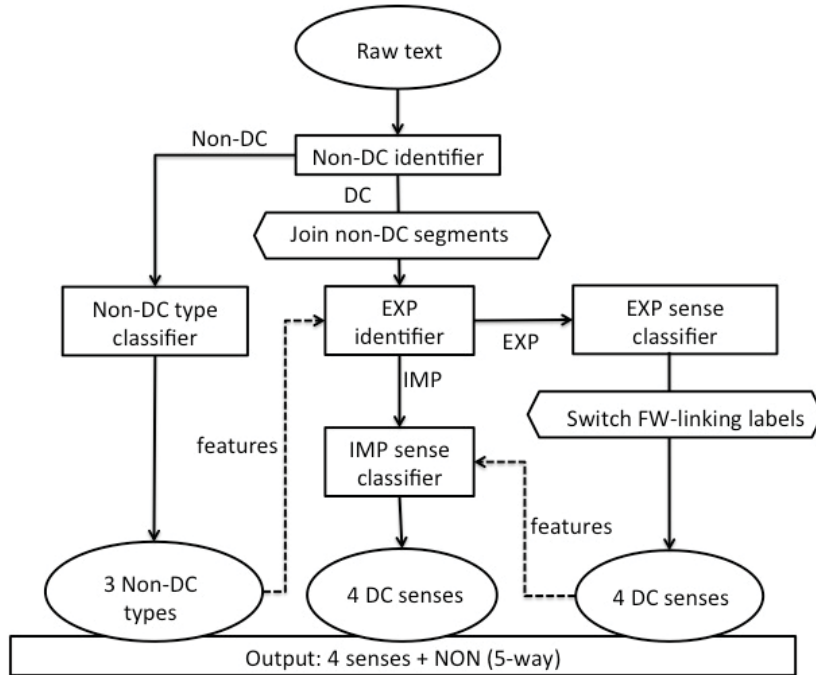 Raw text
Non-DC
Non-DC identifier
DC
Join non-DC segments
Non-DC type
classifier
EXP
identifier
EXP
EXP sense
classifier
IMP
Switch FW-linking labels
features
IMP sense
classifier
features
3 Non-DC
types
4 DC senses
4 DC senses
Output: 4 senses + NON (5-way)